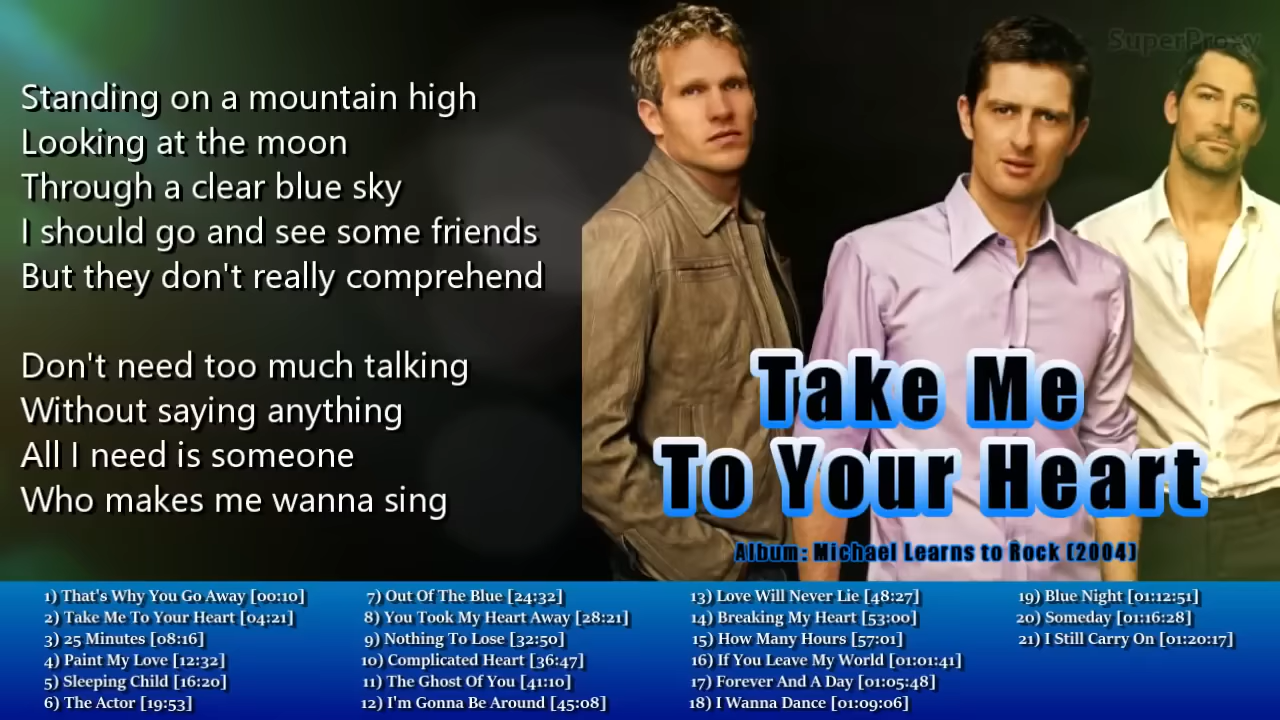 SuperProxy
Standing on a mountain high
Looking at the moon
Through a clear blue sky
I should go and see some friends
But they don't really comprehend
Don't need too much talking
Without saying anything
All I need is someone
Who makes me wanna sing
Take Me
To Your Heart
Album: Michael Learns to Rock (2004)
1) That's Why You Go Away [00:10]
2) Take Me To Your Heart [04:21]
3) 25 Minutes [08:16]
4) Paint My Love [12:32]
5) Sleeping Child [16:20]
6) The Actor [19:53]
7) Out Of The Blue [24:32]
8) You Took My Heart Away [28:21]
9) Nothing To Lose [32:50]
10) Complicated Heart [36:47]
11) The Ghost Of You [41:10]
12) I'm Gonna Be Around [45:08]
13) Love Will Never Lie [48:27]
14) Breaking My Heart [53:00]
15) How Many Hours [57:01]
16) If You Leave My World [01:01:41]
17) Forever And A Day [01:05:48]
18) I Wanna Dance [01:09:06]
19) Blue Night [01:12:51]
20) Someday [01:16:28]
21) I Still Carry On [01:20:17]